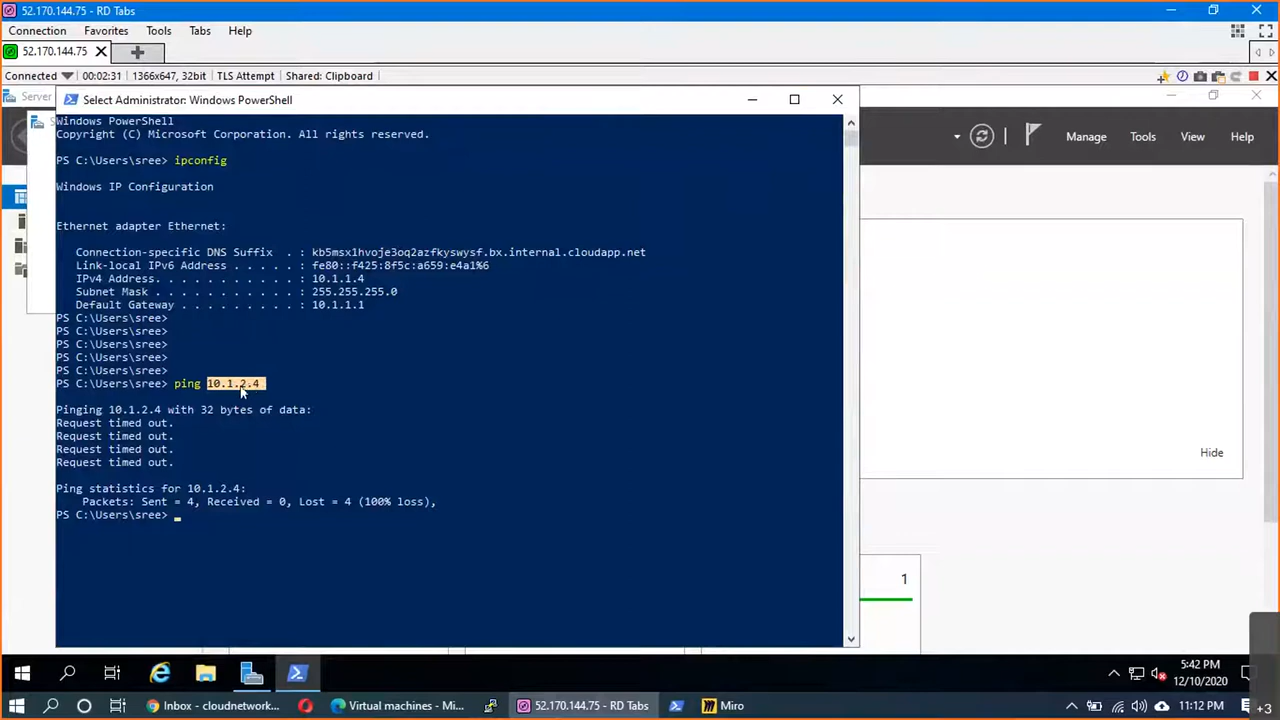 52.170.144.75 - RD Tabs
Connection Favorites Tools Tabs Help
52.170.144.75
Connected 00:02:31 1366x647, 32bit TLS Attempt Shared: Clipboard
Server
Select Administrator: Windows PowerShell
Manage Tools View Help
Windows PowerShell
Copyright (C) Microsoft Corporation. All rights reserved.
PS C:\Users\sree> ipconfig
Windows IP Configuration
Ethernet adapter Ethernet:
Connection-specific DNS Suffix . : kb5msx1hvoje3oq2azfkyswysf.bx.internal.cloudapp.net
Link-local IPv6 Address . . . . . : fe80::f425:8f5c:a659:e4a1%6
IPv4 Address. . . . . . . . . . . : 10.1.1.4
Subnet Mask . . . . . . . . . . . : 255.255.255.0
Default Gateway . . . . . . . . . : 10.1.1.1
PS C:\Users\sree>
PS C:\Users\sree>
PS C:\Users\sree>
PS C:\Users\sree>
PS C:\Users\sree>
PS C:\Users\sree> ping 10.1.2.4
Pinging 10.1.2.4 with 32 bytes of data:
Request timed out.
Request timed out.
Request timed out.
Request timed out.
Ping statistics for 10.1.2.4:
Packets: Sent = 4, Received = 0, Lost = 4 (100% loss),
PS C:\Users\sree>
Hide
1
5:42 PM
12/10/2020
Inbox - cloudnetwork... Virtual machines - Mi... 52.170.144.75 - RD Tabs Miro 11:12 PM
+3